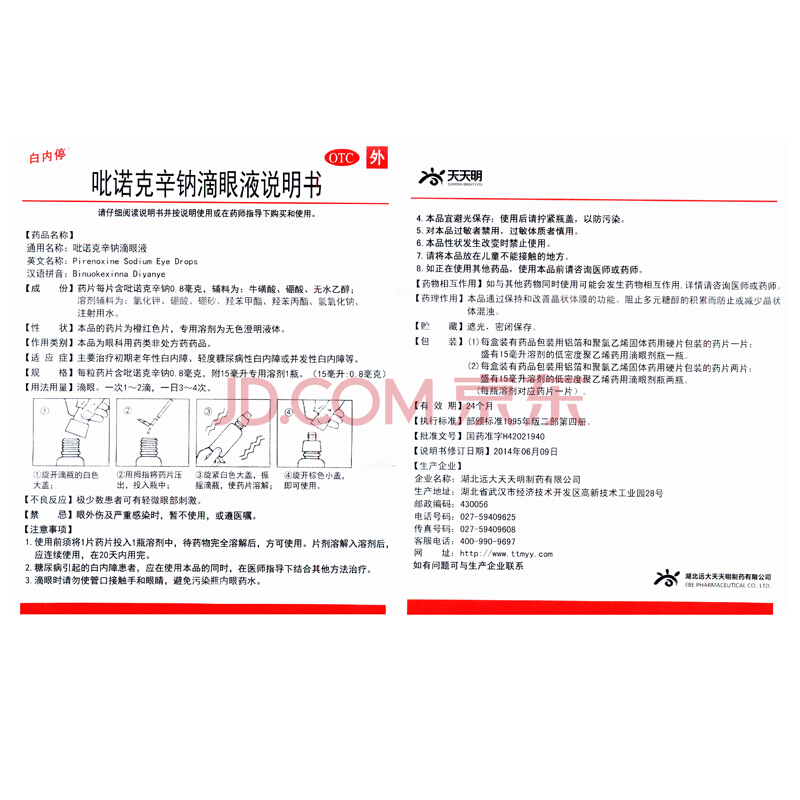 白内停
OTC 外
吡诺克辛钠滴眼液说明书
请仔细阅读说明书并按说明使用或在药师指导下购买和使用。
【药品名称】
通用名称：吡诺克辛钠滴眼液
英文名称：Pirenoxine Sodium Eye Drops
汉语拼音：Binuokexinna Diyanye
【成 份】药片每片含吡诺克辛钠0.8毫克，辅料为：牛磺酸、硼酸、无水乙醇；
溶剂辅料为：氯化钾、硼酸、硼砂、羟苯甲酯、羟苯丙酯、氢氧化钠、
注射用水。
【性 状】本品的药片为橙红色片，专用溶剂为无色澄明液体。
【作用类别】本品为眼科用药类非处方药药品。
【适 应 症】主要治疗初期老年性白内障、轻度糖尿病性白内障或并发性白内障等。
【规 格】每粒药片含吡诺克辛钠0.8毫克，附15毫升专用溶剂1瓶。（15毫升:0.8毫克）
【用法用量】滴眼。一次1～2滴，一日3～4次。
① ② ③ ④
①旋开滴瓶的白色
大盖；
②用拇指将药片压
出，投入瓶中；
③旋紧白色大盖，振
摇滴瓶，使药片溶解；
④旋开棕色小盖，
即可使用。
【不良反应】极少数患者可有轻微眼部刺激。
【禁 忌】眼外伤及严重感染时，暂不使用，或遵医嘱。
【注意事项】
1. 使用前须将1片药片投入1瓶溶剂中，待药物完全溶解后，方可使用。片剂溶解入溶剂后，
应连续使用，在20天内用完。
2. 糖尿病引起的白内障患者，应在使用本品的同时，在医师指导下结合其他方法治疗。
3. 滴眼时请勿使管口接触手和眼睛，避免污染瓶内眼药水。
天天明
EVERYDAY BRIGHT EYES
4. 本品宜避光保存；使用后请拧紧瓶盖，以防污染。
5. 对本品过敏者禁用，过敏体质者慎用。
6. 本品性状发生改变时禁止使用。
7. 请将本品放在儿童不能接触的地方。
8. 如正在使用其他药品，使用本品前请咨询医师或药师。
【药物相互作用】如与其他药物同时使用可能会发生药物相互作用，详情请咨询医师或药师。
【药理作用】本品通过保持和改善晶状体膜的功能、阻止多元糖醇的积累而防止或减少晶状
体混浊。
【贮 藏】遮光，密闭保存。
【包 装】(1)每盒装有药品包装用铝箔和聚氯乙烯固体药用硬片包装的药片一片；
盛有15毫升溶剂的低密度聚乙烯药用滴眼剂瓶一瓶。
(2)每盒装有药品包装用铝箔和聚氯乙烯固体药用硬片包装的药片两片；
盛有15毫升溶剂的低密度聚乙烯药用滴眼剂瓶两瓶。
（每瓶溶剂对应药片一片）。
【有 效 期】24个月
【执行标准】部颁标准1995年版二部第四册。
【批准文号】国药准字H42021940
【说明书修订日期】2014年06月09日
【生产企业】
企业名称：湖北远大天天明制药有限公司
生产地址：湖北省武汉市经济技术开发区高新技术工业园28号
邮政编码：430056
电话号码：027-59409625
传真号码：027-59409608
客服电话：400-990-9697
网 址：http://www.ttmyy.com
如有问题可与生产企业联系
湖北远大天天明制药有限公司
EBE PHARMACEUTICAL CO., LTD.
JD.COM 京东